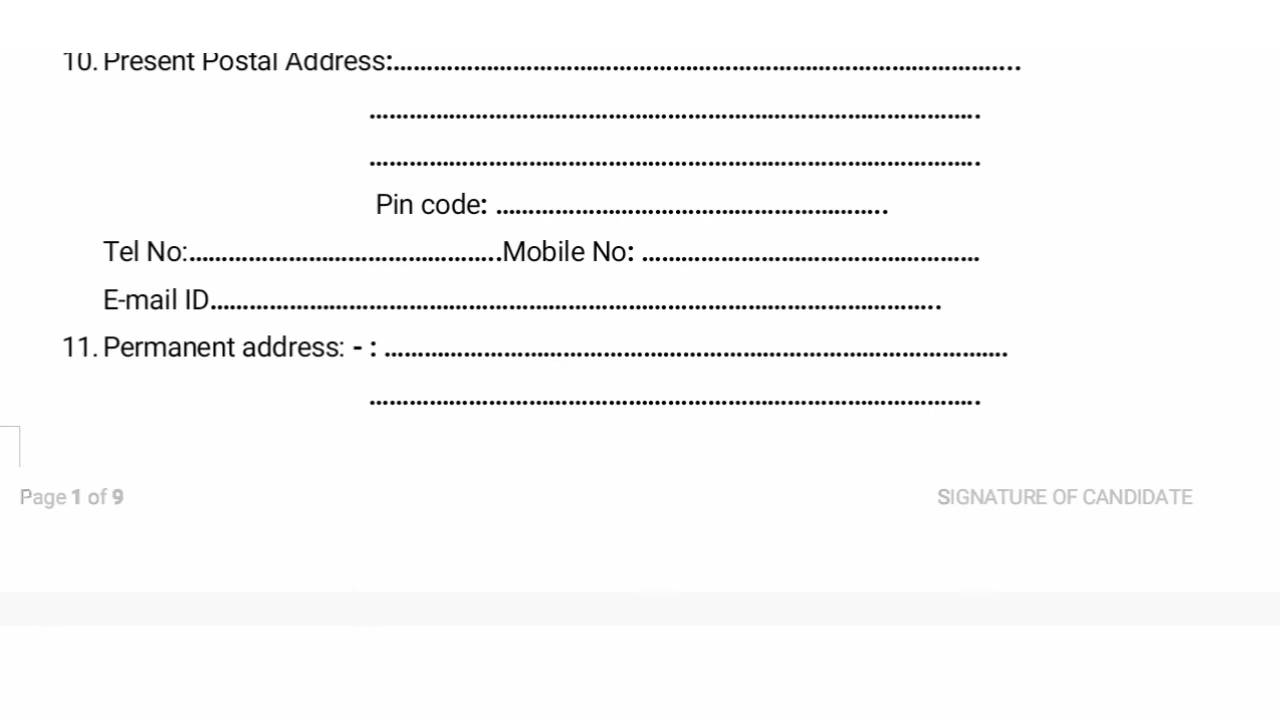 10. Present Postal Address:..............................................................................................
............................................................................................
............................................................................................
Pin code: .........................................................
Tel No:...............................................Mobile No: ...................................................
E-mail ID..............................................................................................................
11. Permanent address: - : ..............................................................................................
............................................................................................
Page 1 of 9 SIGNATURE OF CANDIDATE